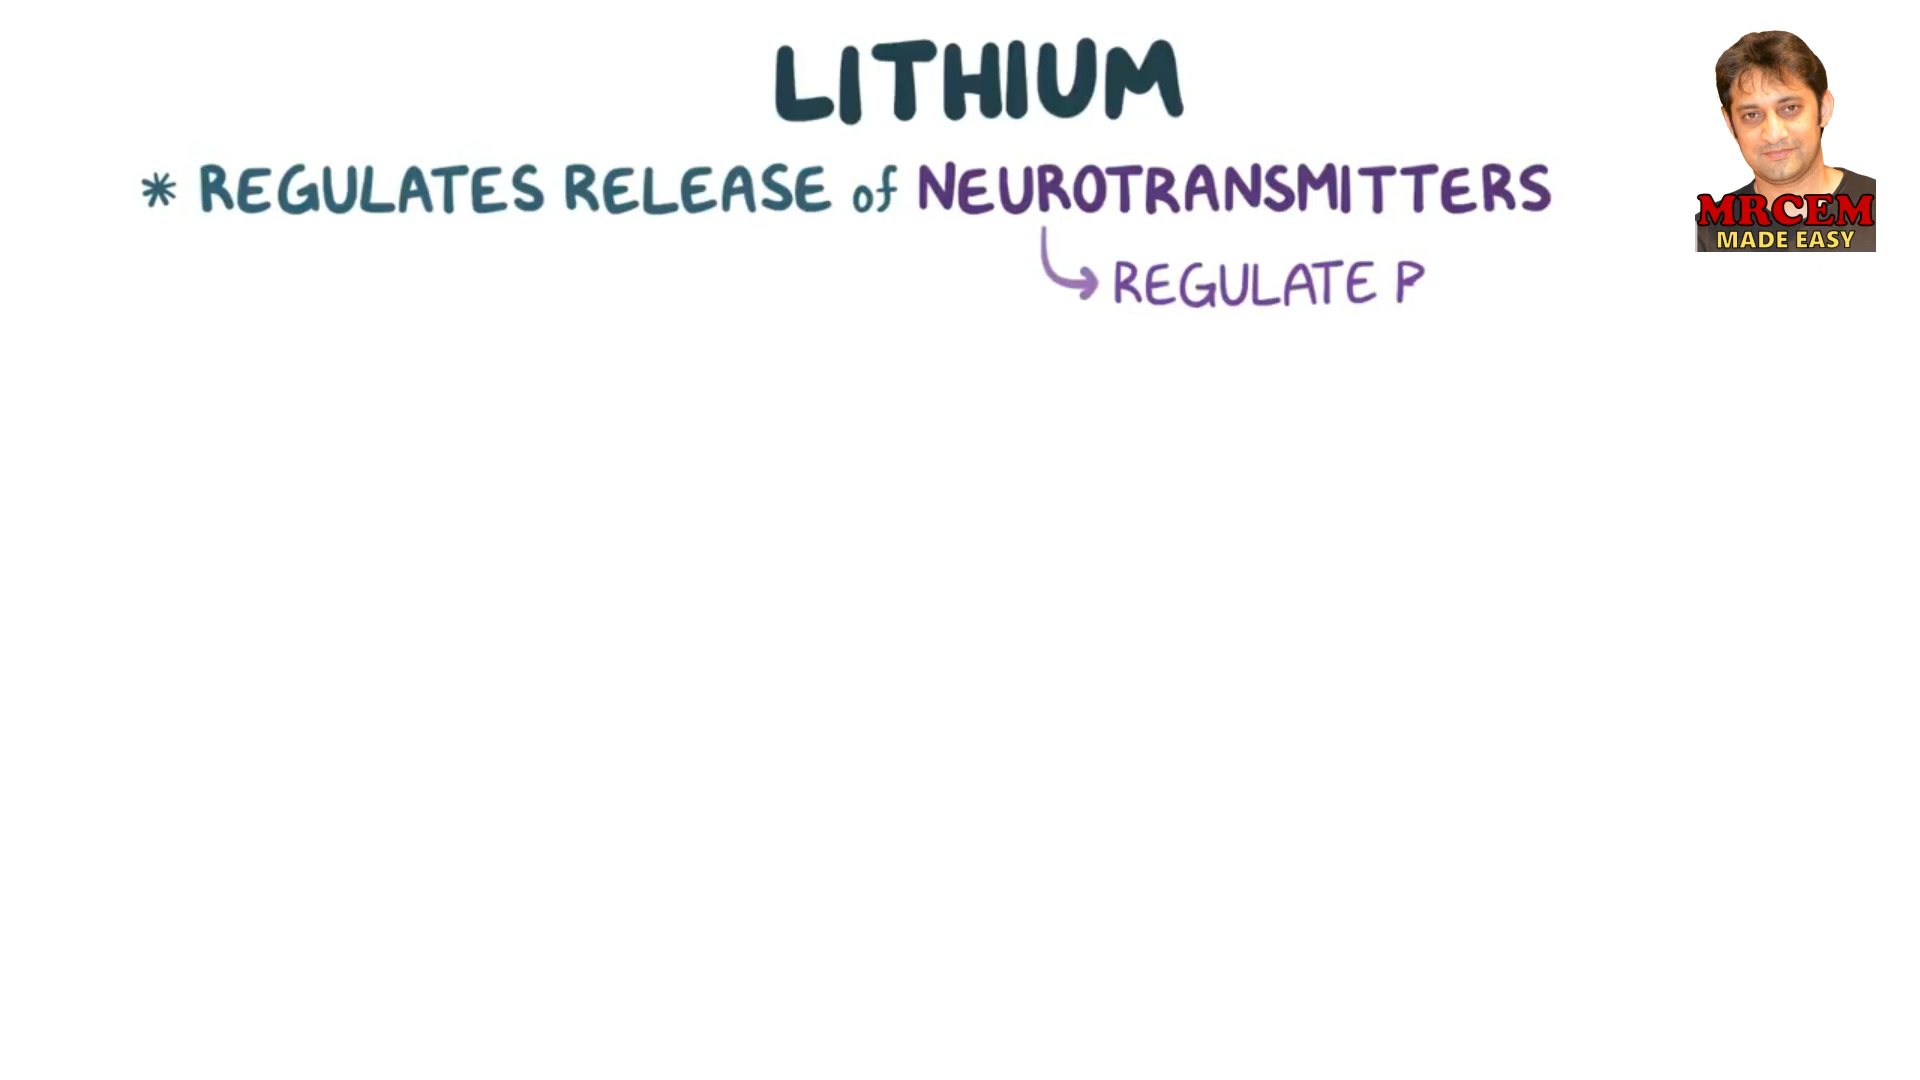 LITHIUM
* REGULATES RELEASE of NEUROTRANSMITTERS
REGULATE P
MRCEM
MADE EASY